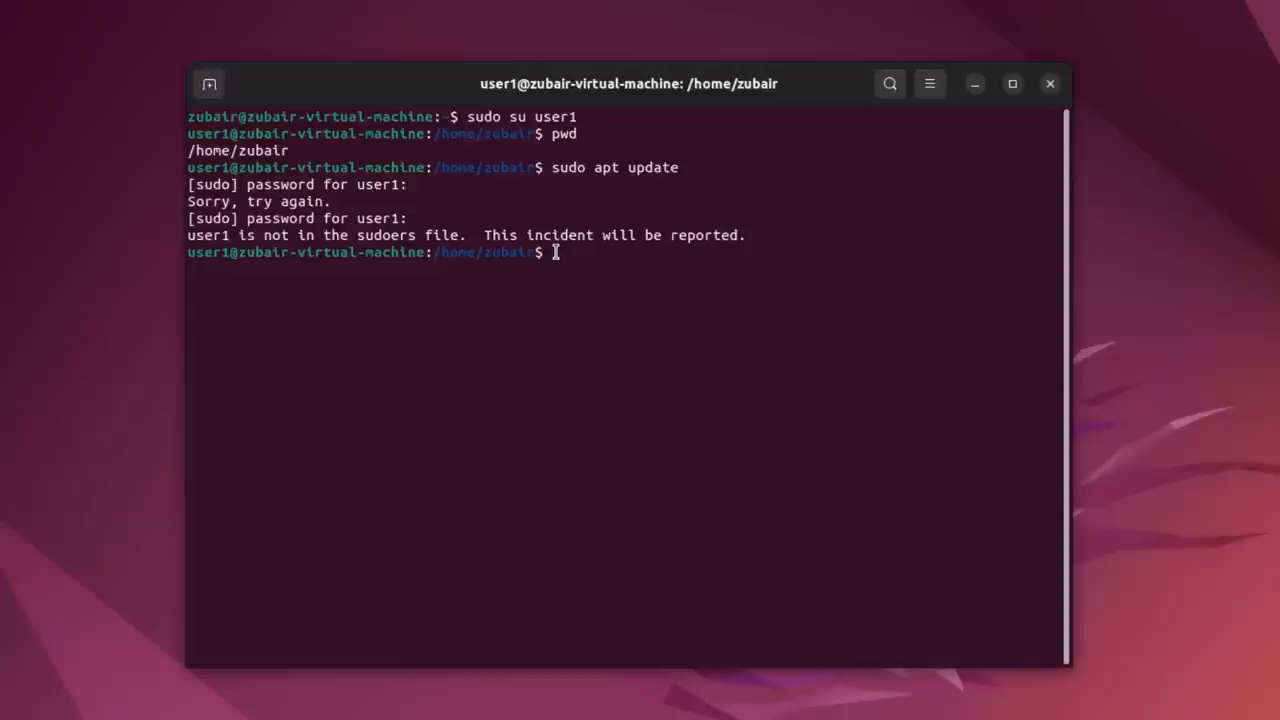 user1@zubair-virtual-machine: /home/zubair
zubair@zubair-virtual-machine:~$ sudo su user1
user1@zubair-virtual-machine:/home/zubair$ pwd
/home/zubair
user1@zubair-virtual-machine:/home/zubair$ sudo apt update
[sudo] password for user1:
Sorry, try again.
[sudo] password for user1:
user1 is not in the sudoers file.  This incident will be reported.
user1@zubair-virtual-machine:/home/zubair$